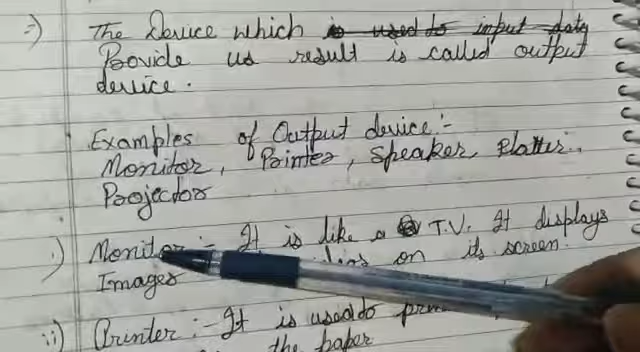 ⇒) The Device which is used to input data
Provide us result is called output
device.
Examples of Output device:-
Monitor, Printer, Speaker, Platter,
Projector
i) Monitor:- It is like a T.V. It displays
Images on its screen.
ii) Printer:- It is used to
the paper